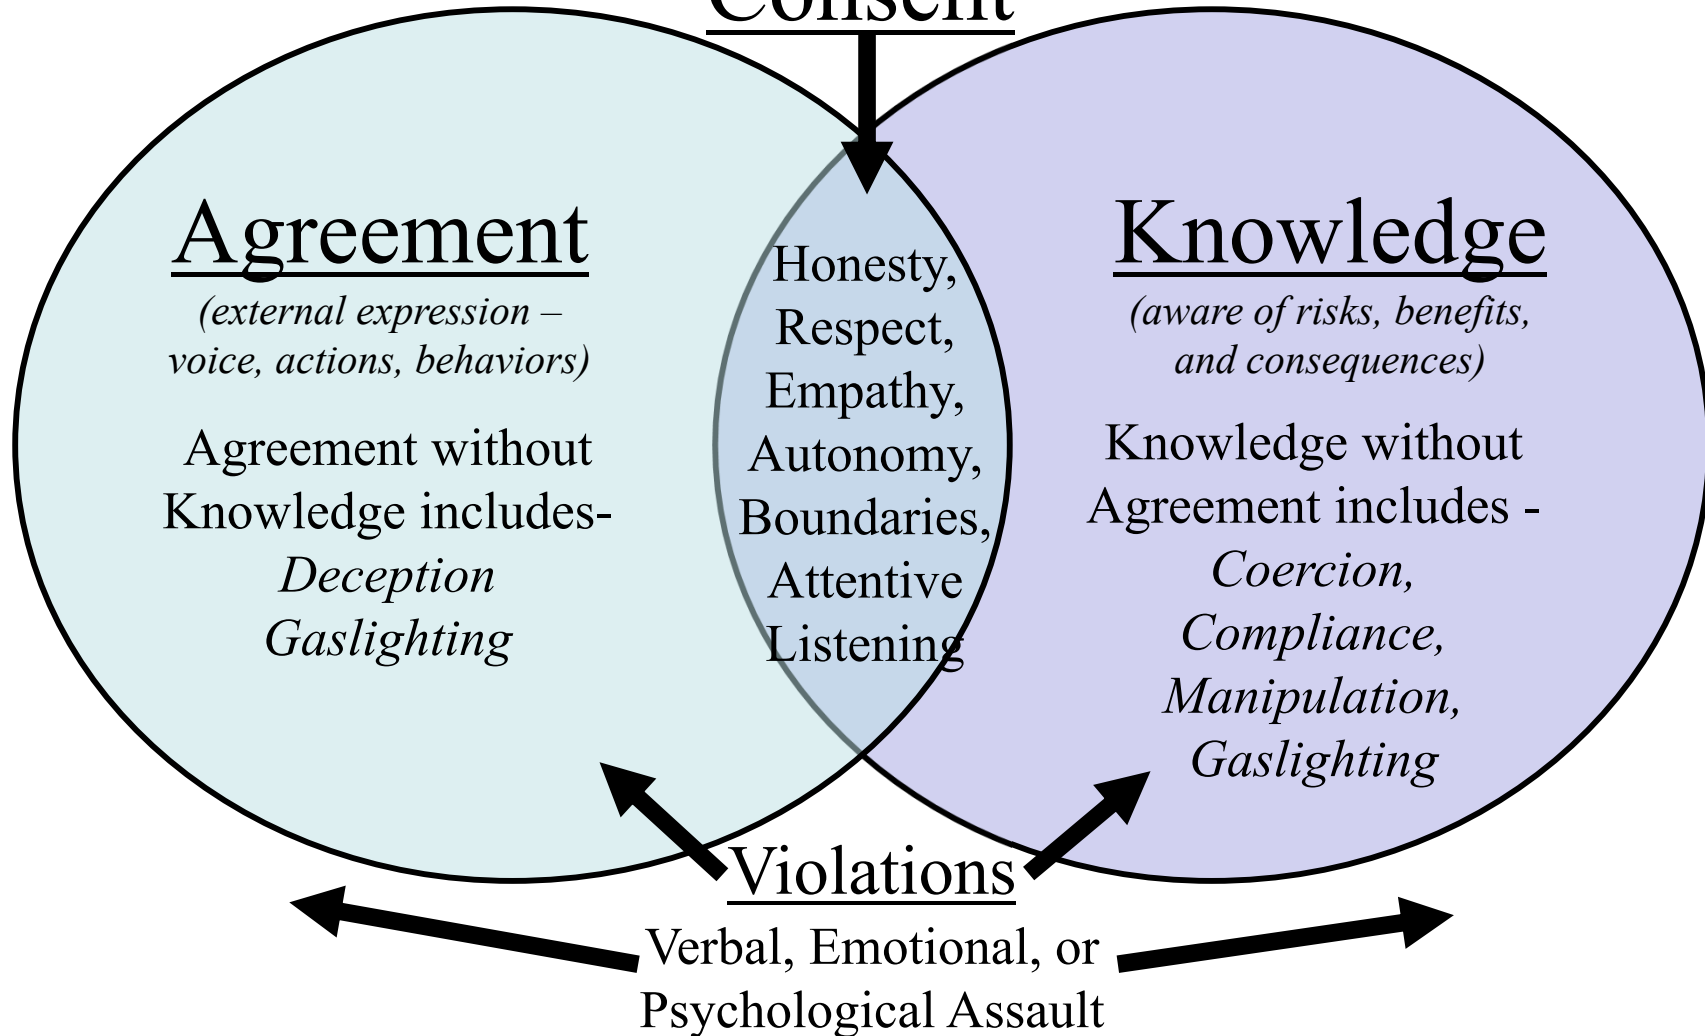 Consent
Agreement
(external expression –
voice, actions, behaviors)
Agreement without
Knowledge includes-
Deception
Gaslighting
Honesty,
Respect,
Empathy,
Autonomy,
Boundaries,
Attentive
Listening
Knowledge
(aware of risks, benefits,
and consequences)
Knowledge without
Agreement includes -
Coercion,
Compliance,
Manipulation,
Gaslighting
Violations
Verbal, Emotional, or
Psychological Assault